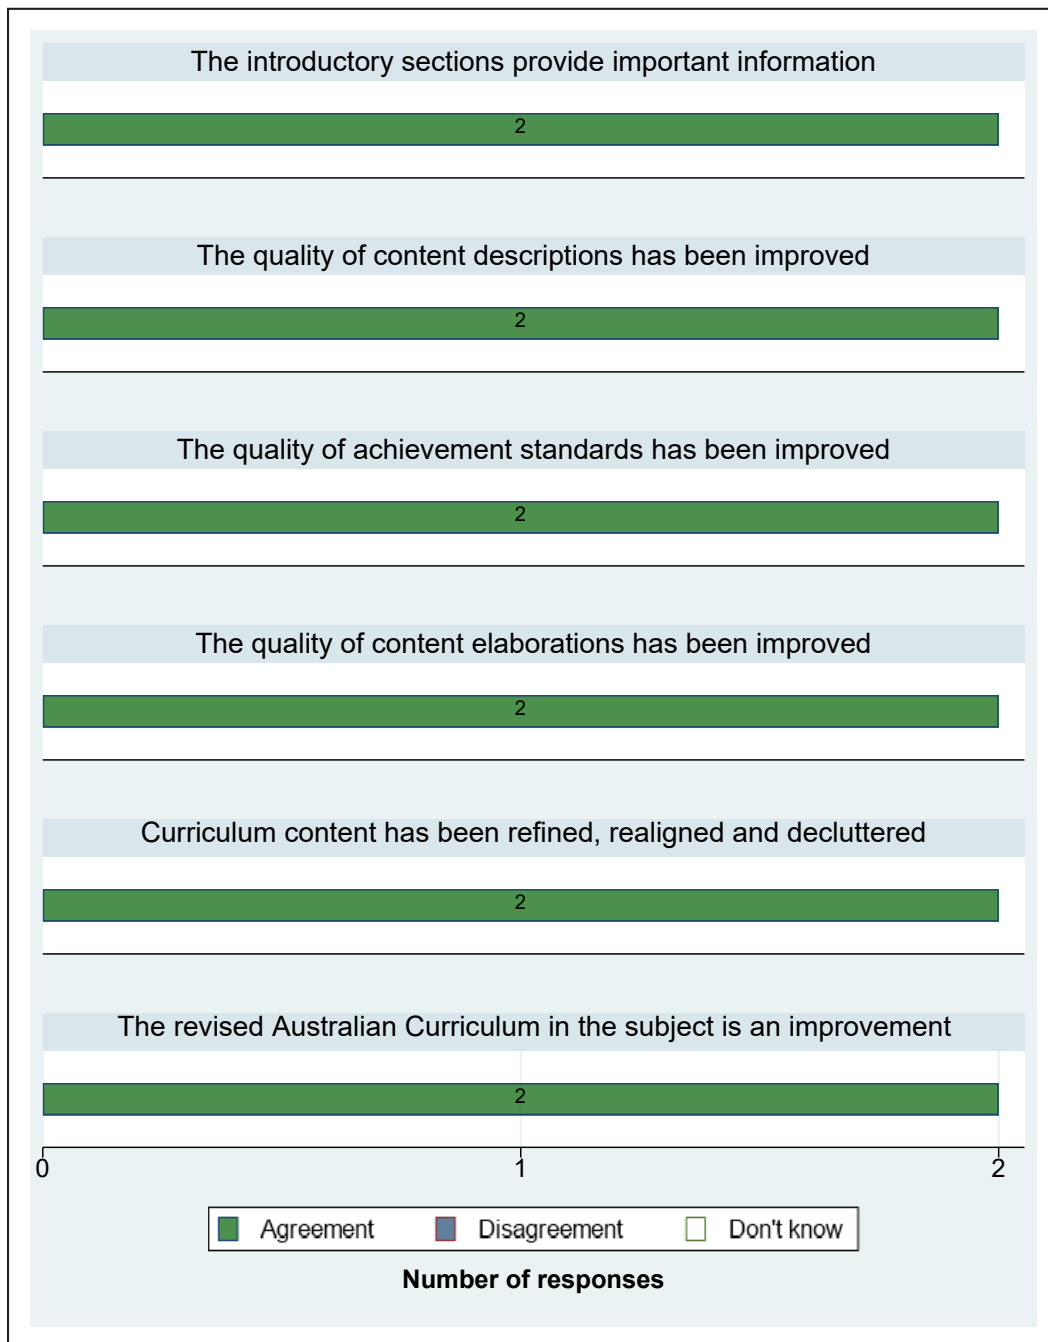 The introductory sections provide important information
2
The quality of content descriptions has been improved
2
The quality of achievement standards has been improved
2
The quality of content elaborations has been improved
2
Curriculum content has been refined, realigned and decluttered
2
The revised Australian Curriculum in the subject is an improvement
2
0 1 2
Agreement Disagreement Don't know
Number of responses